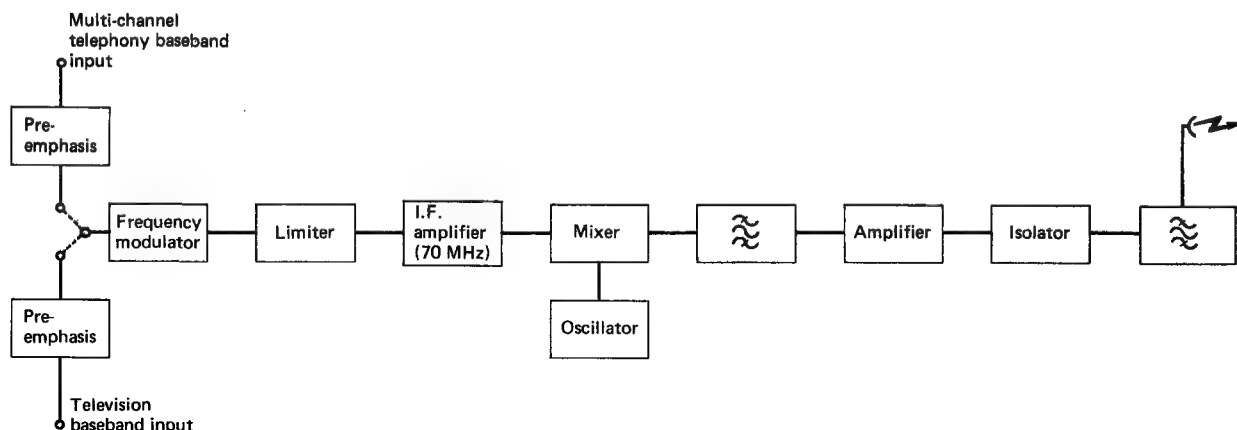 Multi-channel
telephony baseband
input
Pre-
emphasis
Frequency
modulator
Limiter
I.F.
amplifier
(70 MHz)
Mixer
Amplifier
Isolator
Oscillator
Pre-
emphasis
Television
baseband input